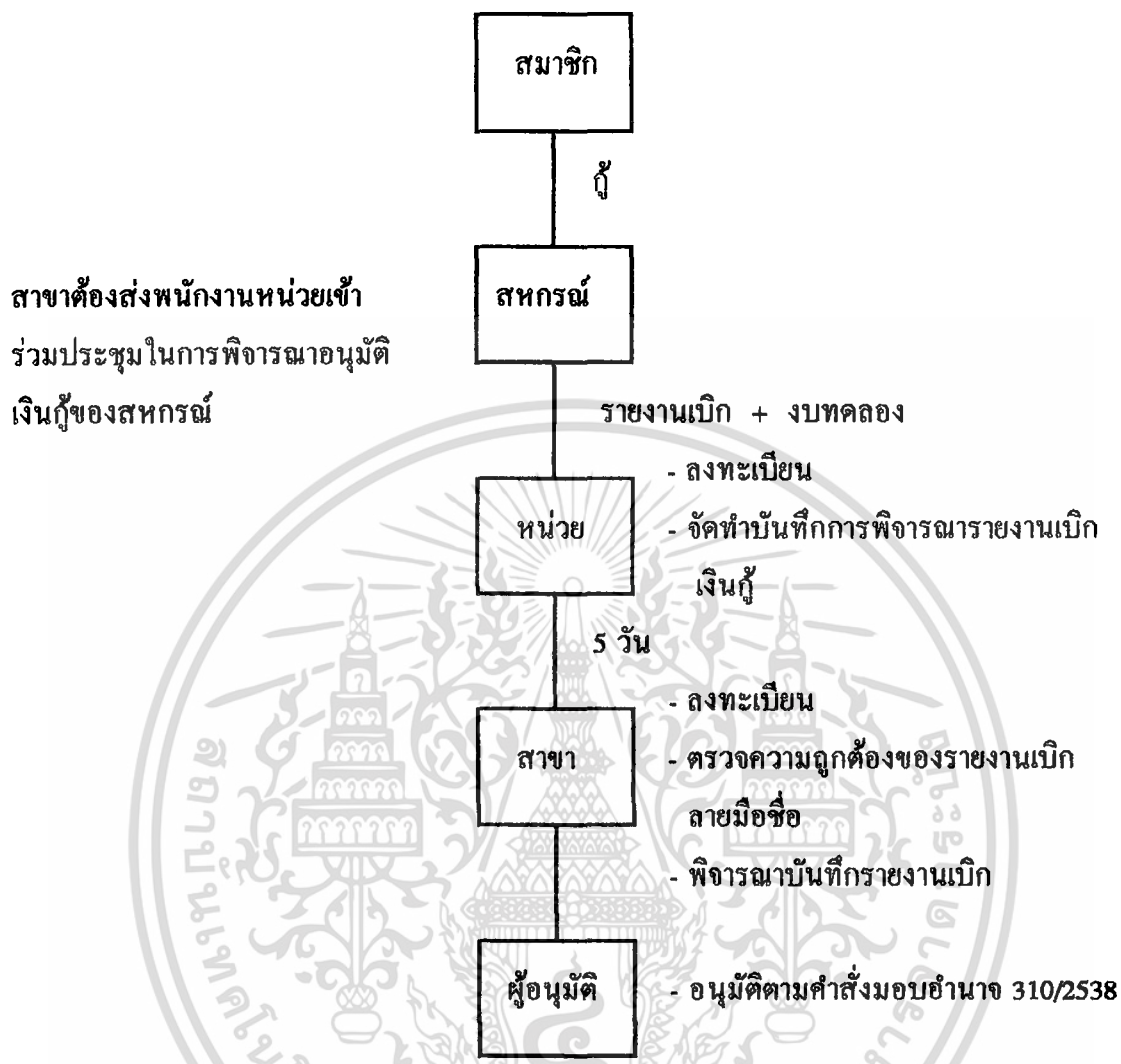 สมาชิก
กู้
สาขาต้องส่งพนักงานหน่วยเข้า
ร่วมประชุมในการพิจารณาอนุมัติ
เงินกู้ของสหกรณ์
สหกรณ์
รายงานเบิก + งบทดลอง
- ลงทะเบียน
- จัดทำบันทึกการพิจารณารายงานเบิก
เงินกู้
หน่วย
5 วัน
- ลงทะเบียน
- ตรวจความถูกต้องของรายงานเบิก
ลายมือชื่อ
- พิจารณาบันทึกรายงานเบิก
สาขา
ผู้อนุมัติ
- อนุมัติตามคำสั่งมอบอำนาจ 310/2538